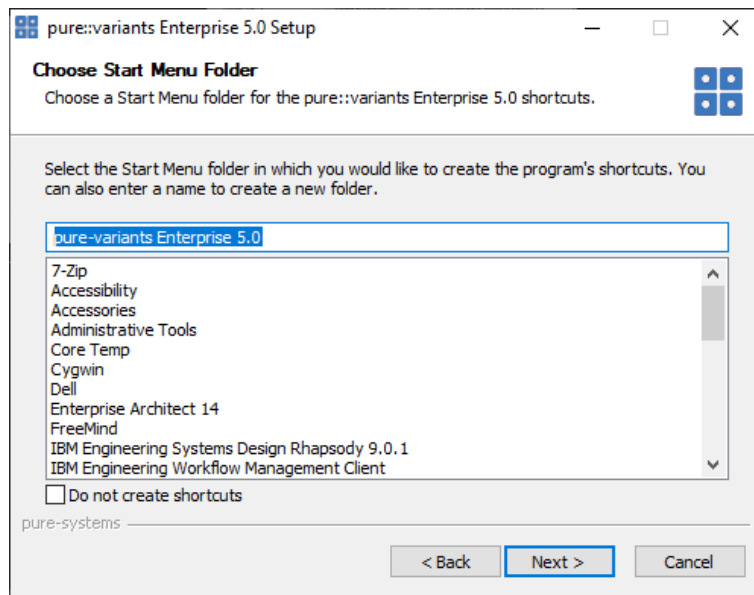 pure::variants Enterprise 5.0 Setup
Choose Start Menu Folder
Choose a Start Menu folder for the pure::variants Enterprise 5.0 shortcuts.
Select the Start Menu folder in which you would like to create the program's shortcuts. You
can also enter a name to create a new folder.
pure-variants Enterprise 5.0
7-Zip
Accessibility
Accessories
Administrative Tools
Core Temp
Cygwin
Dell
Enterprise Architect 14
FreeMind
IBM Engineering Systems Design Rhapsody 9.0.1
IBM Engineering Workflow Management Client
Do not create shortcuts
pure-systems
< Back Next > Cancel